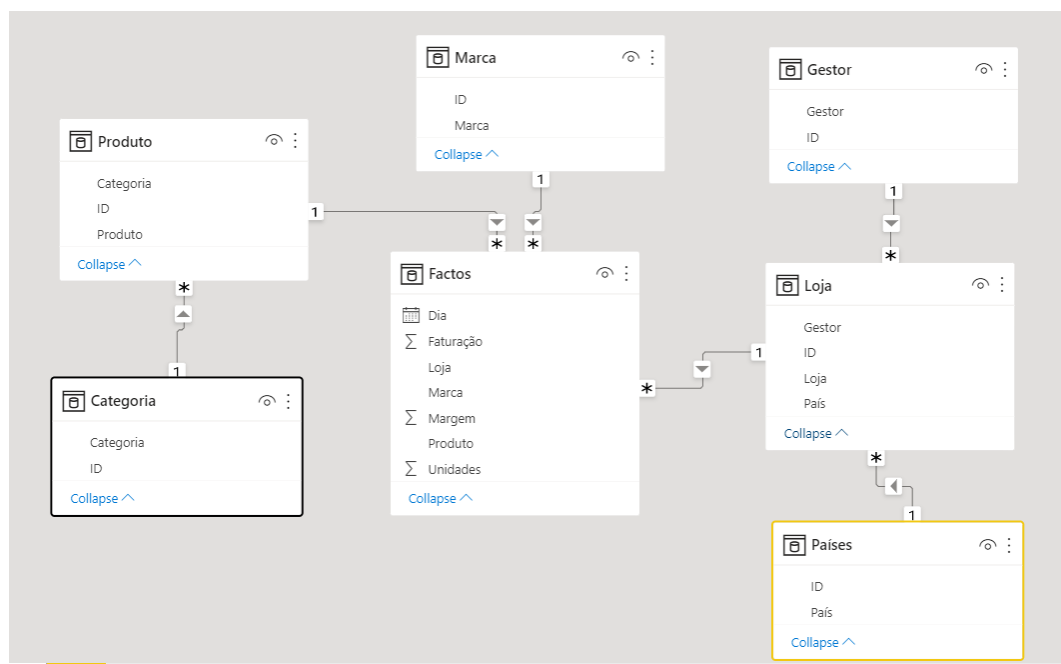 Marca
ID
Marca
Collapse
1
Gestor
Gestor
ID
Collapse
1
*
Produto
Categoria
ID
Produto
Collapse
1
*
*
*
Factos
Dia
Faturação
Loja
Marca
Margem
Produto
Unidades
Collapse
*
1
Loja
Gestor
ID
Loja
País
Collapse
*
1
Categoria
Categoria
ID
Collapse
1
Países
ID
País
Collapse